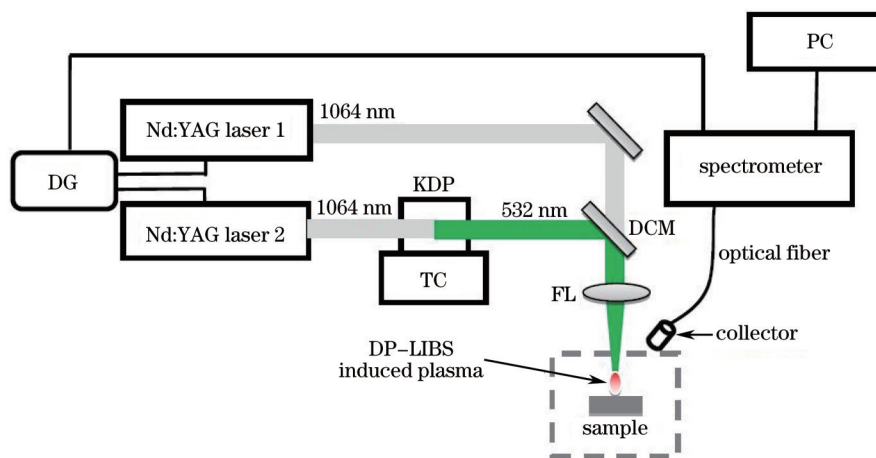 PC
1064 nm
Nd:YAG laser 1
spectrometer
DG
KDP
1064 nm
532 nm
Nd:YAG laser 2
DCM
TC
optical fiber
FL
collector
DP-LIBS
induced plasma
sample